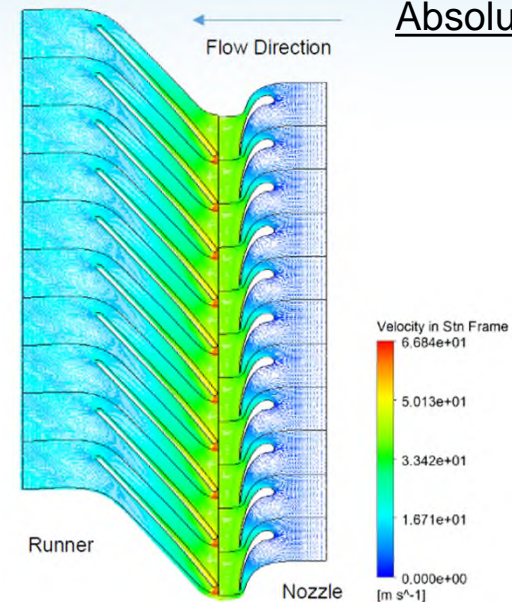 Absolu
Flow Direction
Velocity in Stn Frame
6.684e+01
5.013e+01
3.342e+01
1.671e+01
0.000e+00
[m s^-1]
Runner
Nozzle